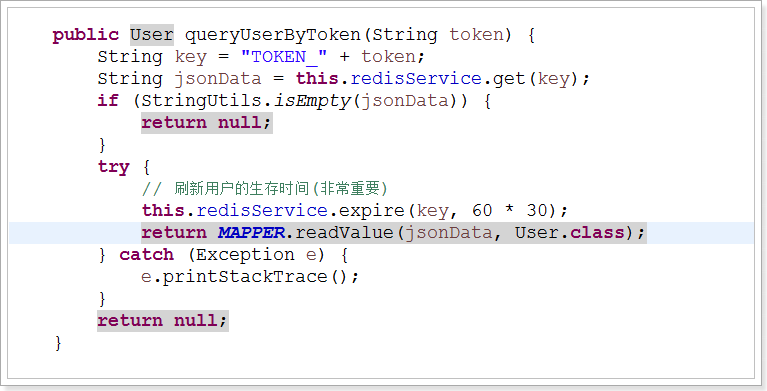 public User queryUserByToken(String token) {
String key = "TOKEN_" + token;
String jsonData = this.redisService.get(key);
if (StringUtils.isEmpty(jsonData)) {
return null;
}
try {
// 刷新用户的生存时间(非常重要)
this.redisService.expire(key, 60 * 30);
return MAPPER.readValue(jsonData, User.class);
} catch (Exception e) {
e.printStackTrace();
}
return null;
}